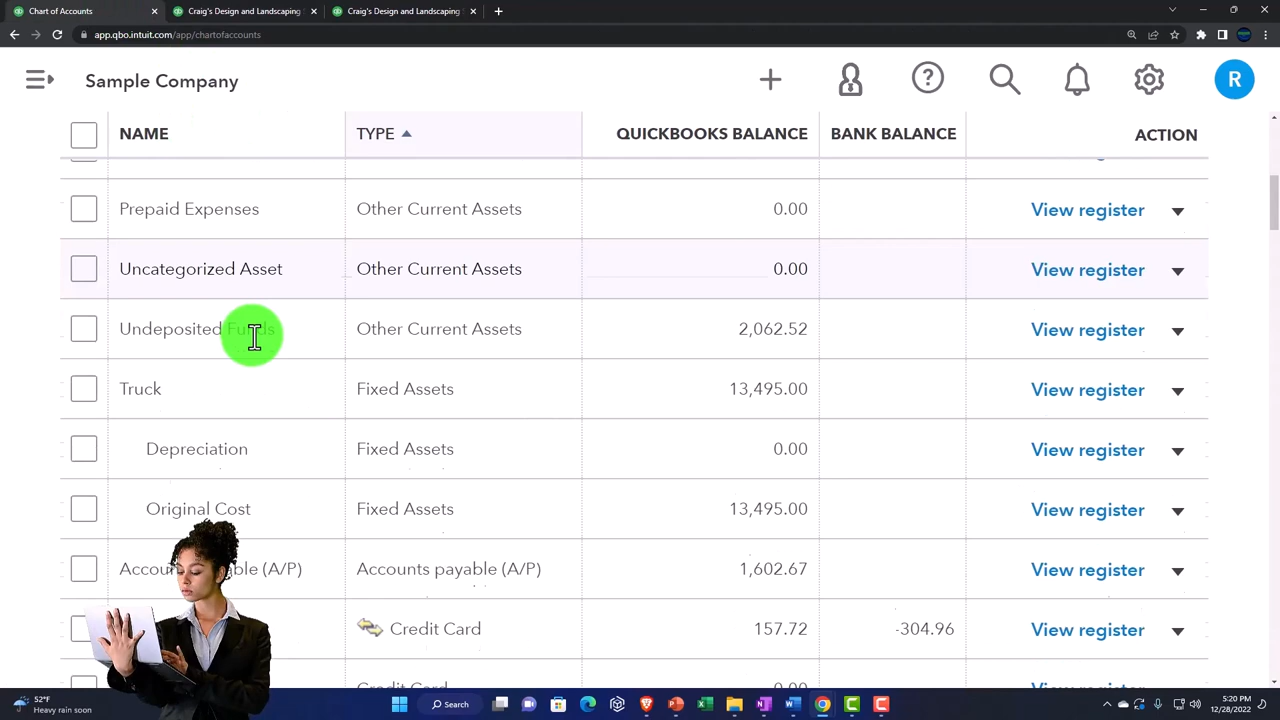 Chart of Accounts
Craig's Design and Landscaping
Craig's Design and Landscaping
app.qbo.intuit.com/app/chartofaccounts
Sample Company
R
NAME TYPE QUICKBOOKS BALANCE BANK BALANCE ACTION
Prepaid Expenses Other Current Assets 0.00 View register
Uncategorized Asset Other Current Assets 0.00 View register
Undeposited Funds Other Current Assets 2,062.52 View register
Truck Fixed Assets 13,495.00 View register
Depreciation Fixed Assets 0.00 View register
Original Cost Fixed Assets 13,495.00 View register
(A/P) Accounts payable (A/P) 1,602.67 View register
Credit Card 157.72 -304.96 View register
Credit Card 0.00
52°F
Heavy rain soon
Search
5:20 PM
12/28/2022